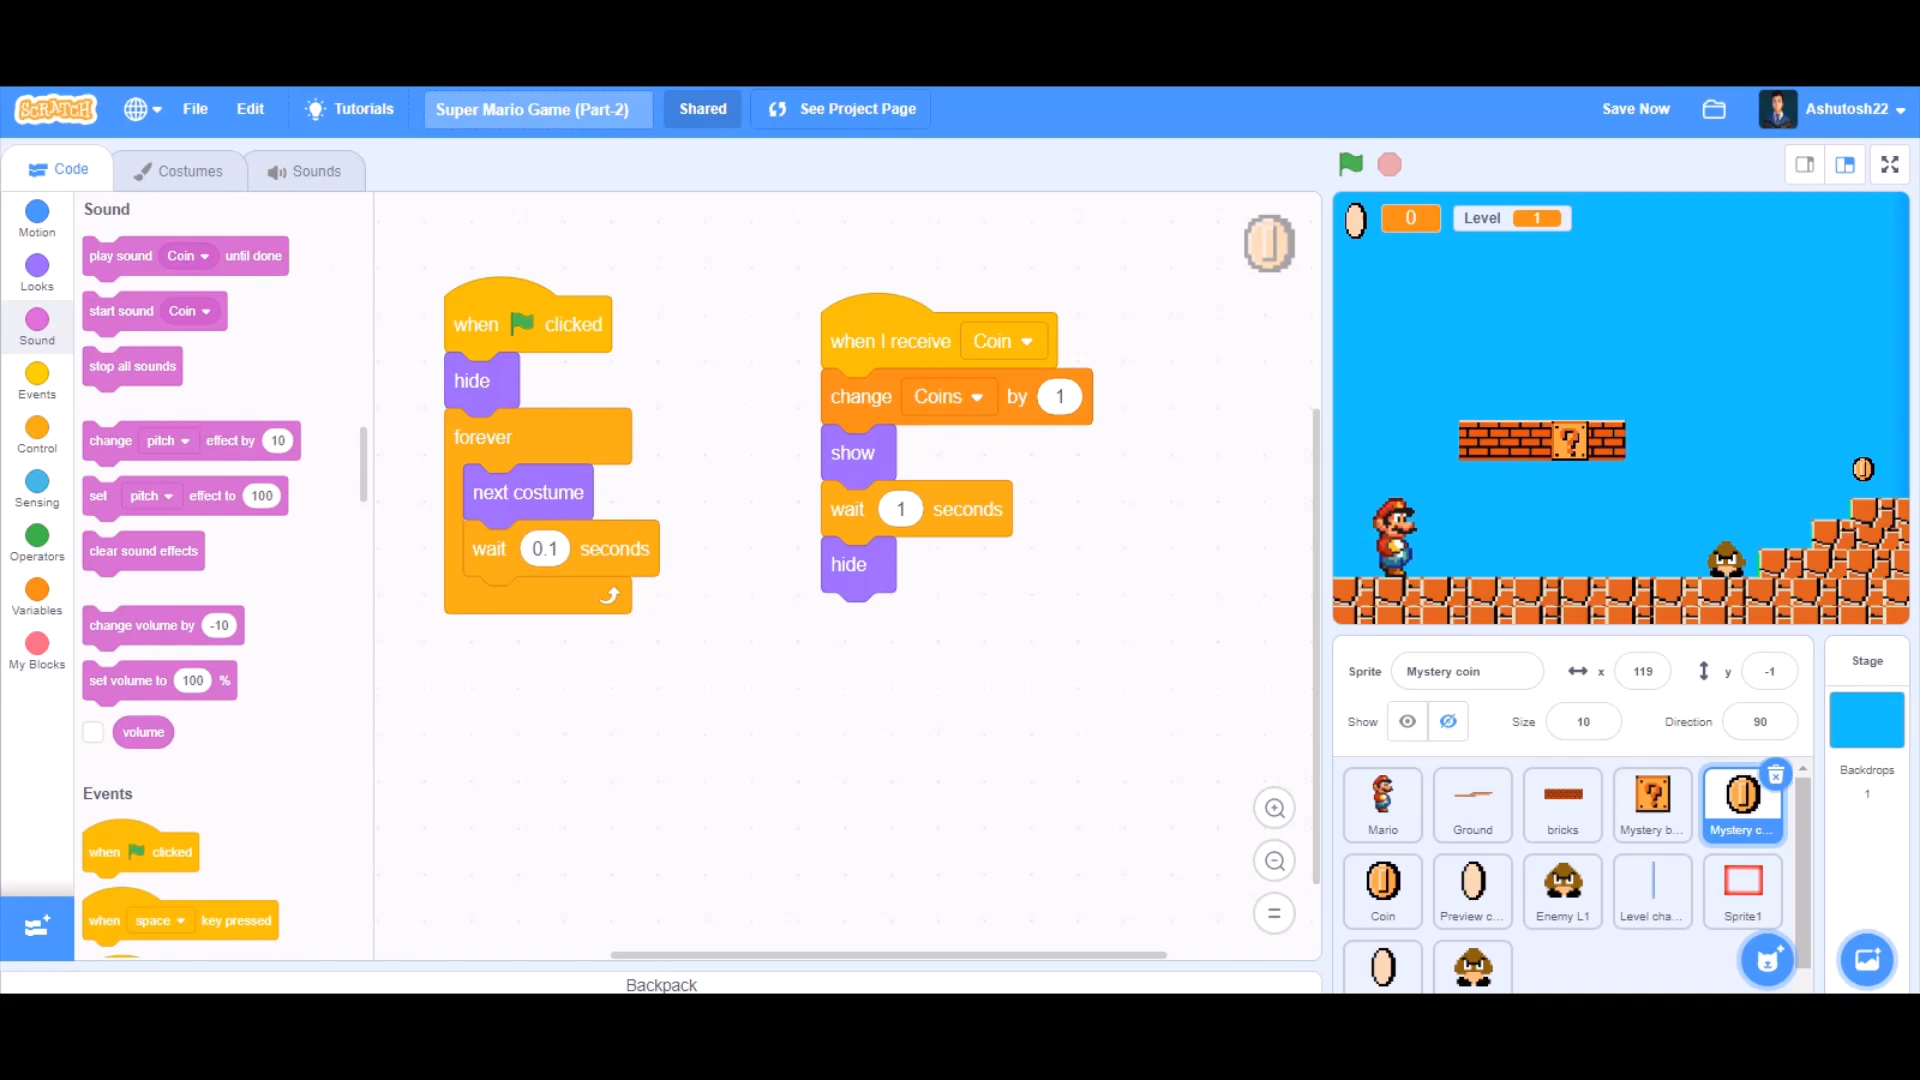 SCRATCH File Edit Tutorials Super Mario Game (Part-2) Shared See Project Page Save Now Ashutosh22
Code Costumes Sounds
Motion
Looks
Sound
Events
Control
Sensing
Operators
Variables
My Blocks
Sound
play sound Coin until done
start sound Coin
stop all sounds
change pitch effect by 10
set pitch effect to 100
clear sound effects
change volume by -10
set volume to 100 %
volume
Events
when clicked
when space key pressed
when clicked
hide
forever
next costume
wait 0.1 seconds
when I receive Coin
change Coins by 1
show
wait 1 seconds
hide
=
Backpack
0 Level 1
?
Sprite Mystery coin x 119 y -1
Show Size 10 Direction 90
Mario Ground bricks Mystery b... Mystery c...
Coin Preview c... Enemy L1 Level cha... Sprite1
Stage
Backdrops
1